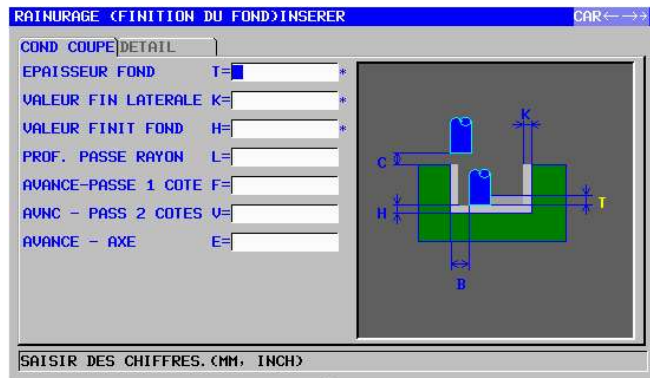 RAINURAGE (FINITION DU FOND)INSERER CAR←→→
COND COUPE DETAIL
EPAISSEUR FOND T= *
VALEUR FIN LATERALE K= *
VALEUR FINIT FOND H= *
PROF. PASSE RAYON L=
AVANCE-PASSE 1 COTE F=
AVNC - PASS 2 COTES V=
AVANCE - AXE E=
K
C
H
T
B
SAISIR DES CHIFFRES.(MM, INCH)